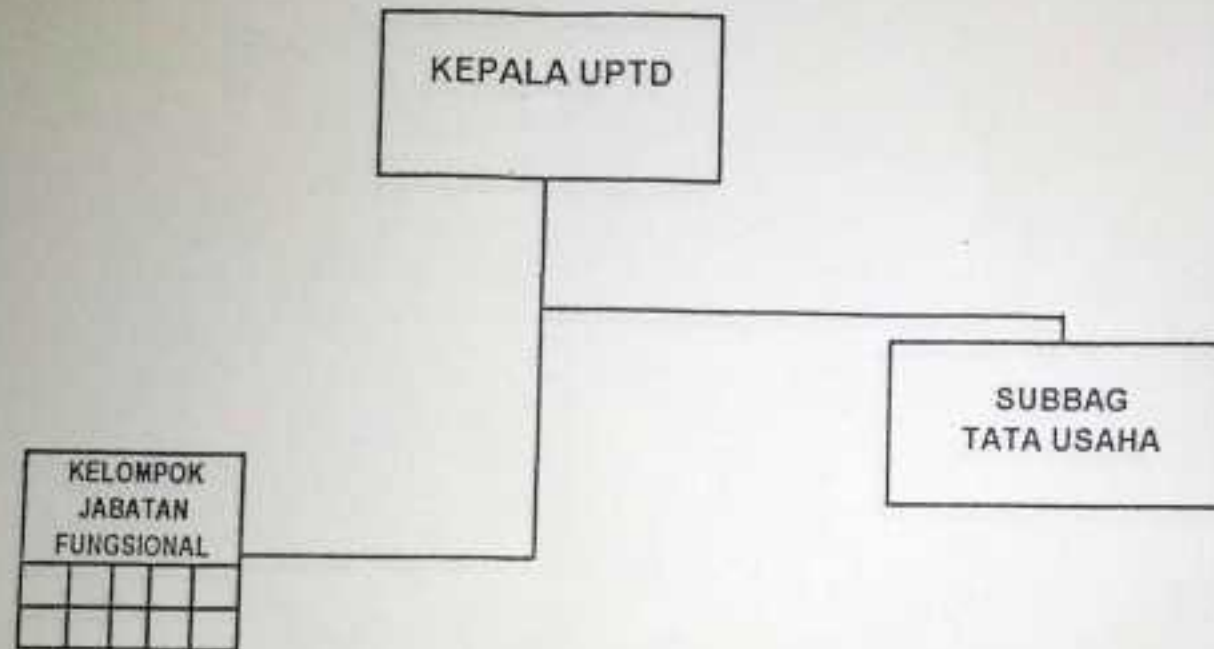 KEPALA UPTD
SUBBAG
TATA USAHA
KELOMPOK
JABATAN
FUNGSIONAL